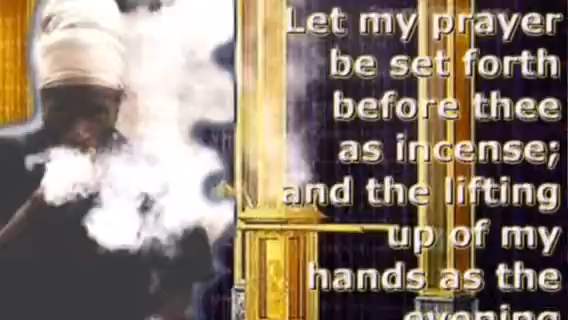 Let my prayer
be set forth
before thee
as incense;
and the lifting
up of my
hands as the
evening